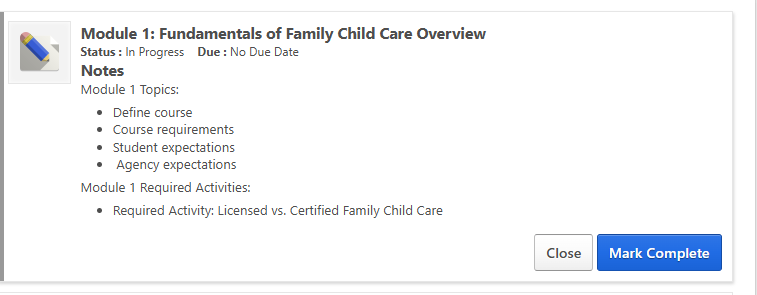 Module 1: Fundamentals of Family Child Care Overview
Status : In Progress Due : No Due Date
Notes
Module 1 Topics:
• Define course
• Course requirements
• Student expectations
• Agency expectations
Module 1 Required Activities:
• Required Activity: Licensed vs. Certified Family Child Care
Close Mark Complete